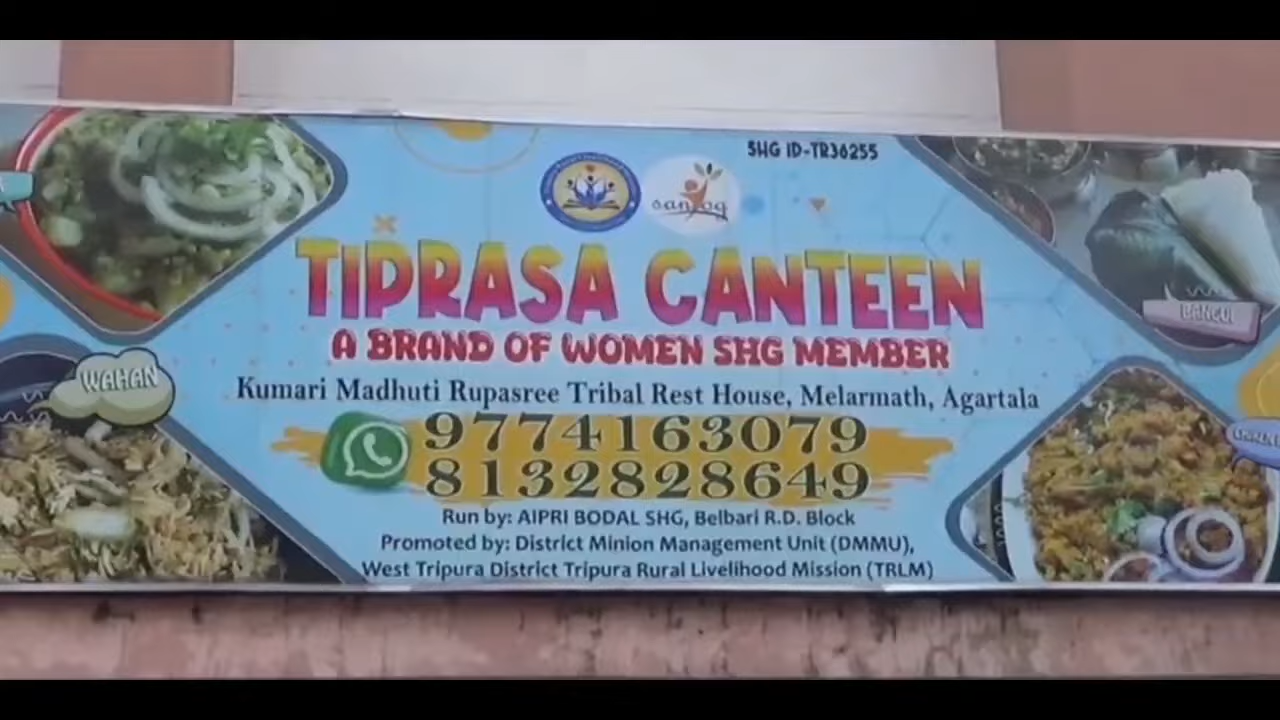 SHG ID-TR36255
sanjog
TIPRASA CANTEEN
A BRAND OF WOMEN SHG MEMBER
Kumari Madhuti Rupasree Tribal Rest House, Melarmath, Agartala
9774163079
8132828649
Run by: AIPRI BODAL SHG, Belbari R.D. Block
Promoted by: District Minion Management Unit (DMMU),
West Tripura District Tripura Rural Livelihood Mission (TRLM)
WAHAN
BANGUI